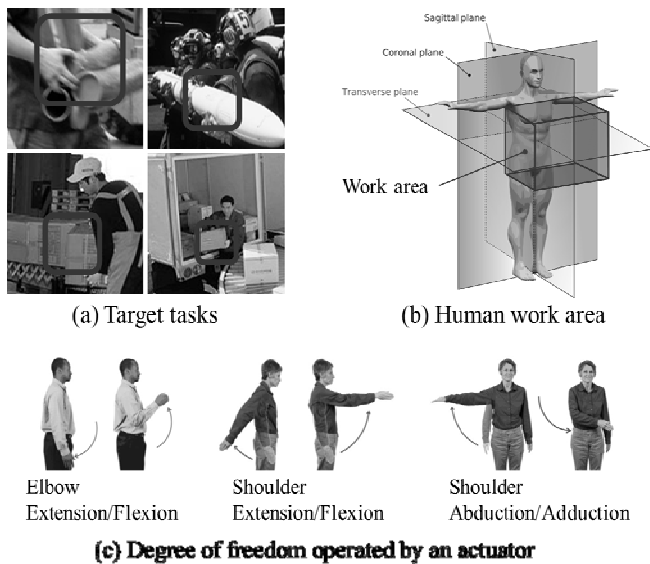 Sagittal plane
Coronal plane
Transverse plane
Work area
(a) Target tasks
(b) Human work area
Elbow
Extension/Flexion
Shoulder
Extension/Flexion
Shoulder
Abduction/Adduction
(c) Degree of freedom operated by an actuator